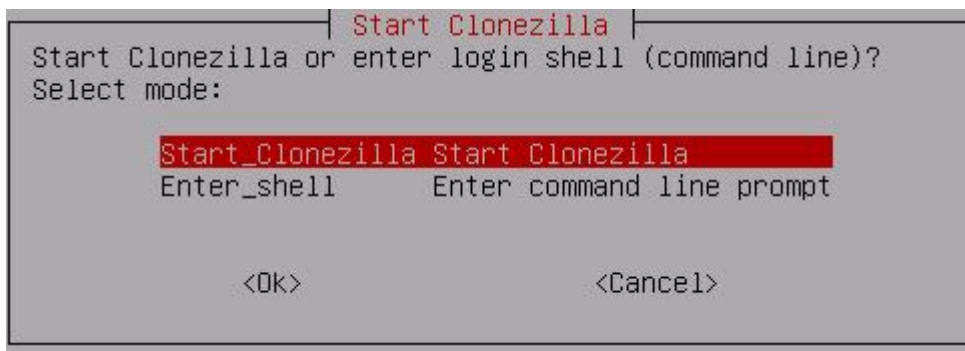 Start Clonezilla
Start Clonezilla or enter login shell (command line)?
Select mode:
Start_Clonezilla Start Clonezilla
Enter_shell Enter command line prompt
<Ok> <Cancel>